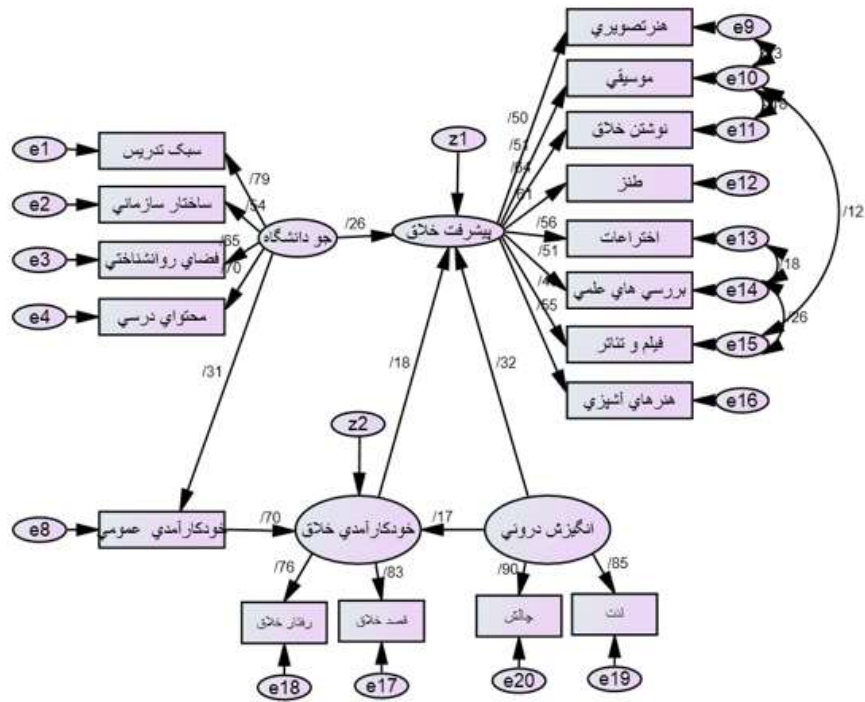 هنرتصويري
e9
موسيقي
e10
نوشتن خلاق
e11
طنز
e12
اختراعات
e13
بررسي هاي علمي
e14
فيلم و تئاتر
e15
هنرهاي آشپزي
e16
/50
/51
/64
/61
/56
/51
/55
/18
/26
/12
z1
پيشرفت خلاق
e1
سبک تدريس
e2
ساختار سازماني
e3
فضاي روانشناختي
e4
محتواي درسي
/79
/54
/65
/70
جو دانشگاه
/26
/31
/18
/32
z2
e8
خودکارآمدي عمومي
/70
خودکارآمدي خلاق
/17
انگيزش دروني
/76
/83
/90
/85
رفتار خلاق
قصد خلاق
چالش
لذت
e18
e17
e20
e19